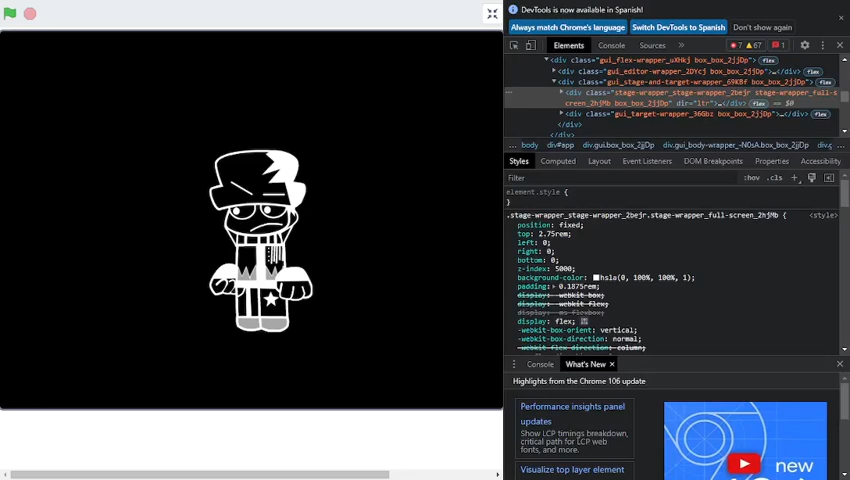 DevTools is now available in Spanish!
Always match Chrome's language
Switch DevTools to Spanish
Don't show again
Elements
Console
Sources
»
7
67
1
<div class="gui_flex-wrapper_uXHkj box_box_2jjDp"> flex
<div class="gui_editor-wrapper_2DYcj box_box_2jjDp">…</div>
<div class="gui_stage-and-target-wrapper_69KBf box_box_2jjDp"> flex
<div class="stage-wrapper_stage-wrapper_2bejr stage-wrapper_full-s
creen_2hjMb box_box_2jjDp" dir="ltr">…</div> flex == $0
<div class="gui_target-wrapper_36Gbz box_box_2jjDp">…</div> flex
</div>
</div>
body
div#app
div.gui.box_box_2jjDp
div.gui_body-wrapper_-N0sA.box_box_2jjDp
Styles
Computed
Layout
Event Listeners
DOM Breakpoints
Properties
Accessibility
Filter
:hov
.cls
+
element.style {
}
.stage-wrapper_stage-wrapper_2bejr.stage-wrapper_full-screen_2hjMb {
<style>
position: fixed;
top: 2.75rem;
left: 0;
right: 0;
bottom: 0;
z-index: 5000;
background-color: hsla(0, 100%, 100%, 1);
padding: 0.1875rem;
display: -webkit-box;
display: -webkit-flex;
display: -ms-flexbox;
display: flex;
-webkit-box-orient: vertical;
-webkit-box-direction: normal;
-webkit-flex-direction: column;
Console
What's New
Highlights from the Chrome 106 update
Performance insights panel
updates
Show LCP timings breakdown,
critical path for LCP web
fonts, and more.
Visualize top layer element
new